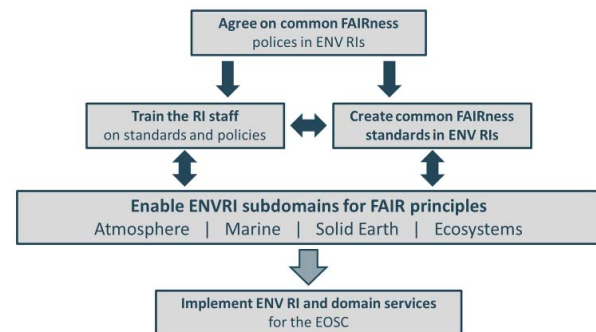 Agree on common FAIRness
polices in ENV RIs
Train the RI staff
on standards and policies
Create common FAIRness
standards in ENV RIs
Enable ENVRI subdomains for FAIR principles
Atmosphere | Marine | Solid Earth | Ecosystems
Implement ENV RI and domain services
for the EOSC